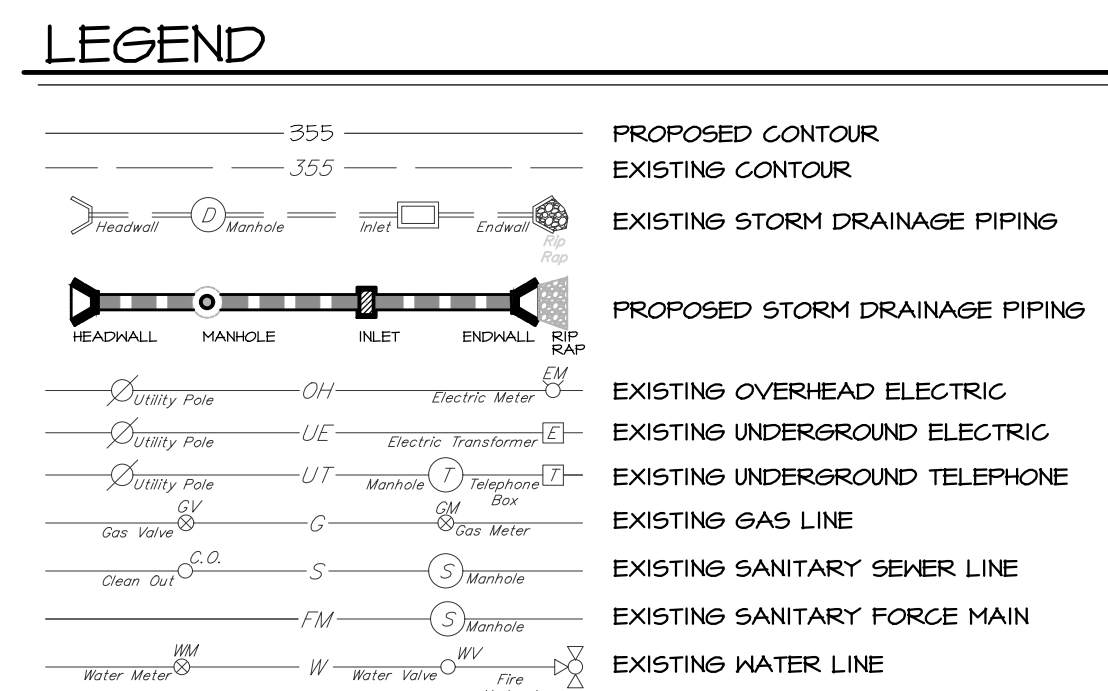 LEGEND
355 PROPOSED CONTOUR
355 EXISTING CONTOUR
Headwall D Manhole Inlet Endwall EXISTING STORM DRAINAGE PIPING
Rip
Rap
PROPOSED STORM DRAINAGE PIPING
HEADWALL MANHOLE INLET ENDWALL RIP
RAP
EM
Utility Pole OH Electric Meter EXISTING OVERHEAD ELECTRIC
Utility Pole UE Electric Transformer E EXISTING UNDERGROUND ELECTRIC
Utility Pole UT Manhole T Telephone T EXISTING UNDERGROUND TELEPHONE
Box
GV GM
Gas Valve G Gas Meter EXISTING GAS LINE
C.O.
Clean Out S S Manhole EXISTING SANITARY SEWER LINE
FM S Manhole EXISTING SANITARY FORCE MAIN
WM WV
Water Meter W Water Valve EXISTING WATER LINE
Fire